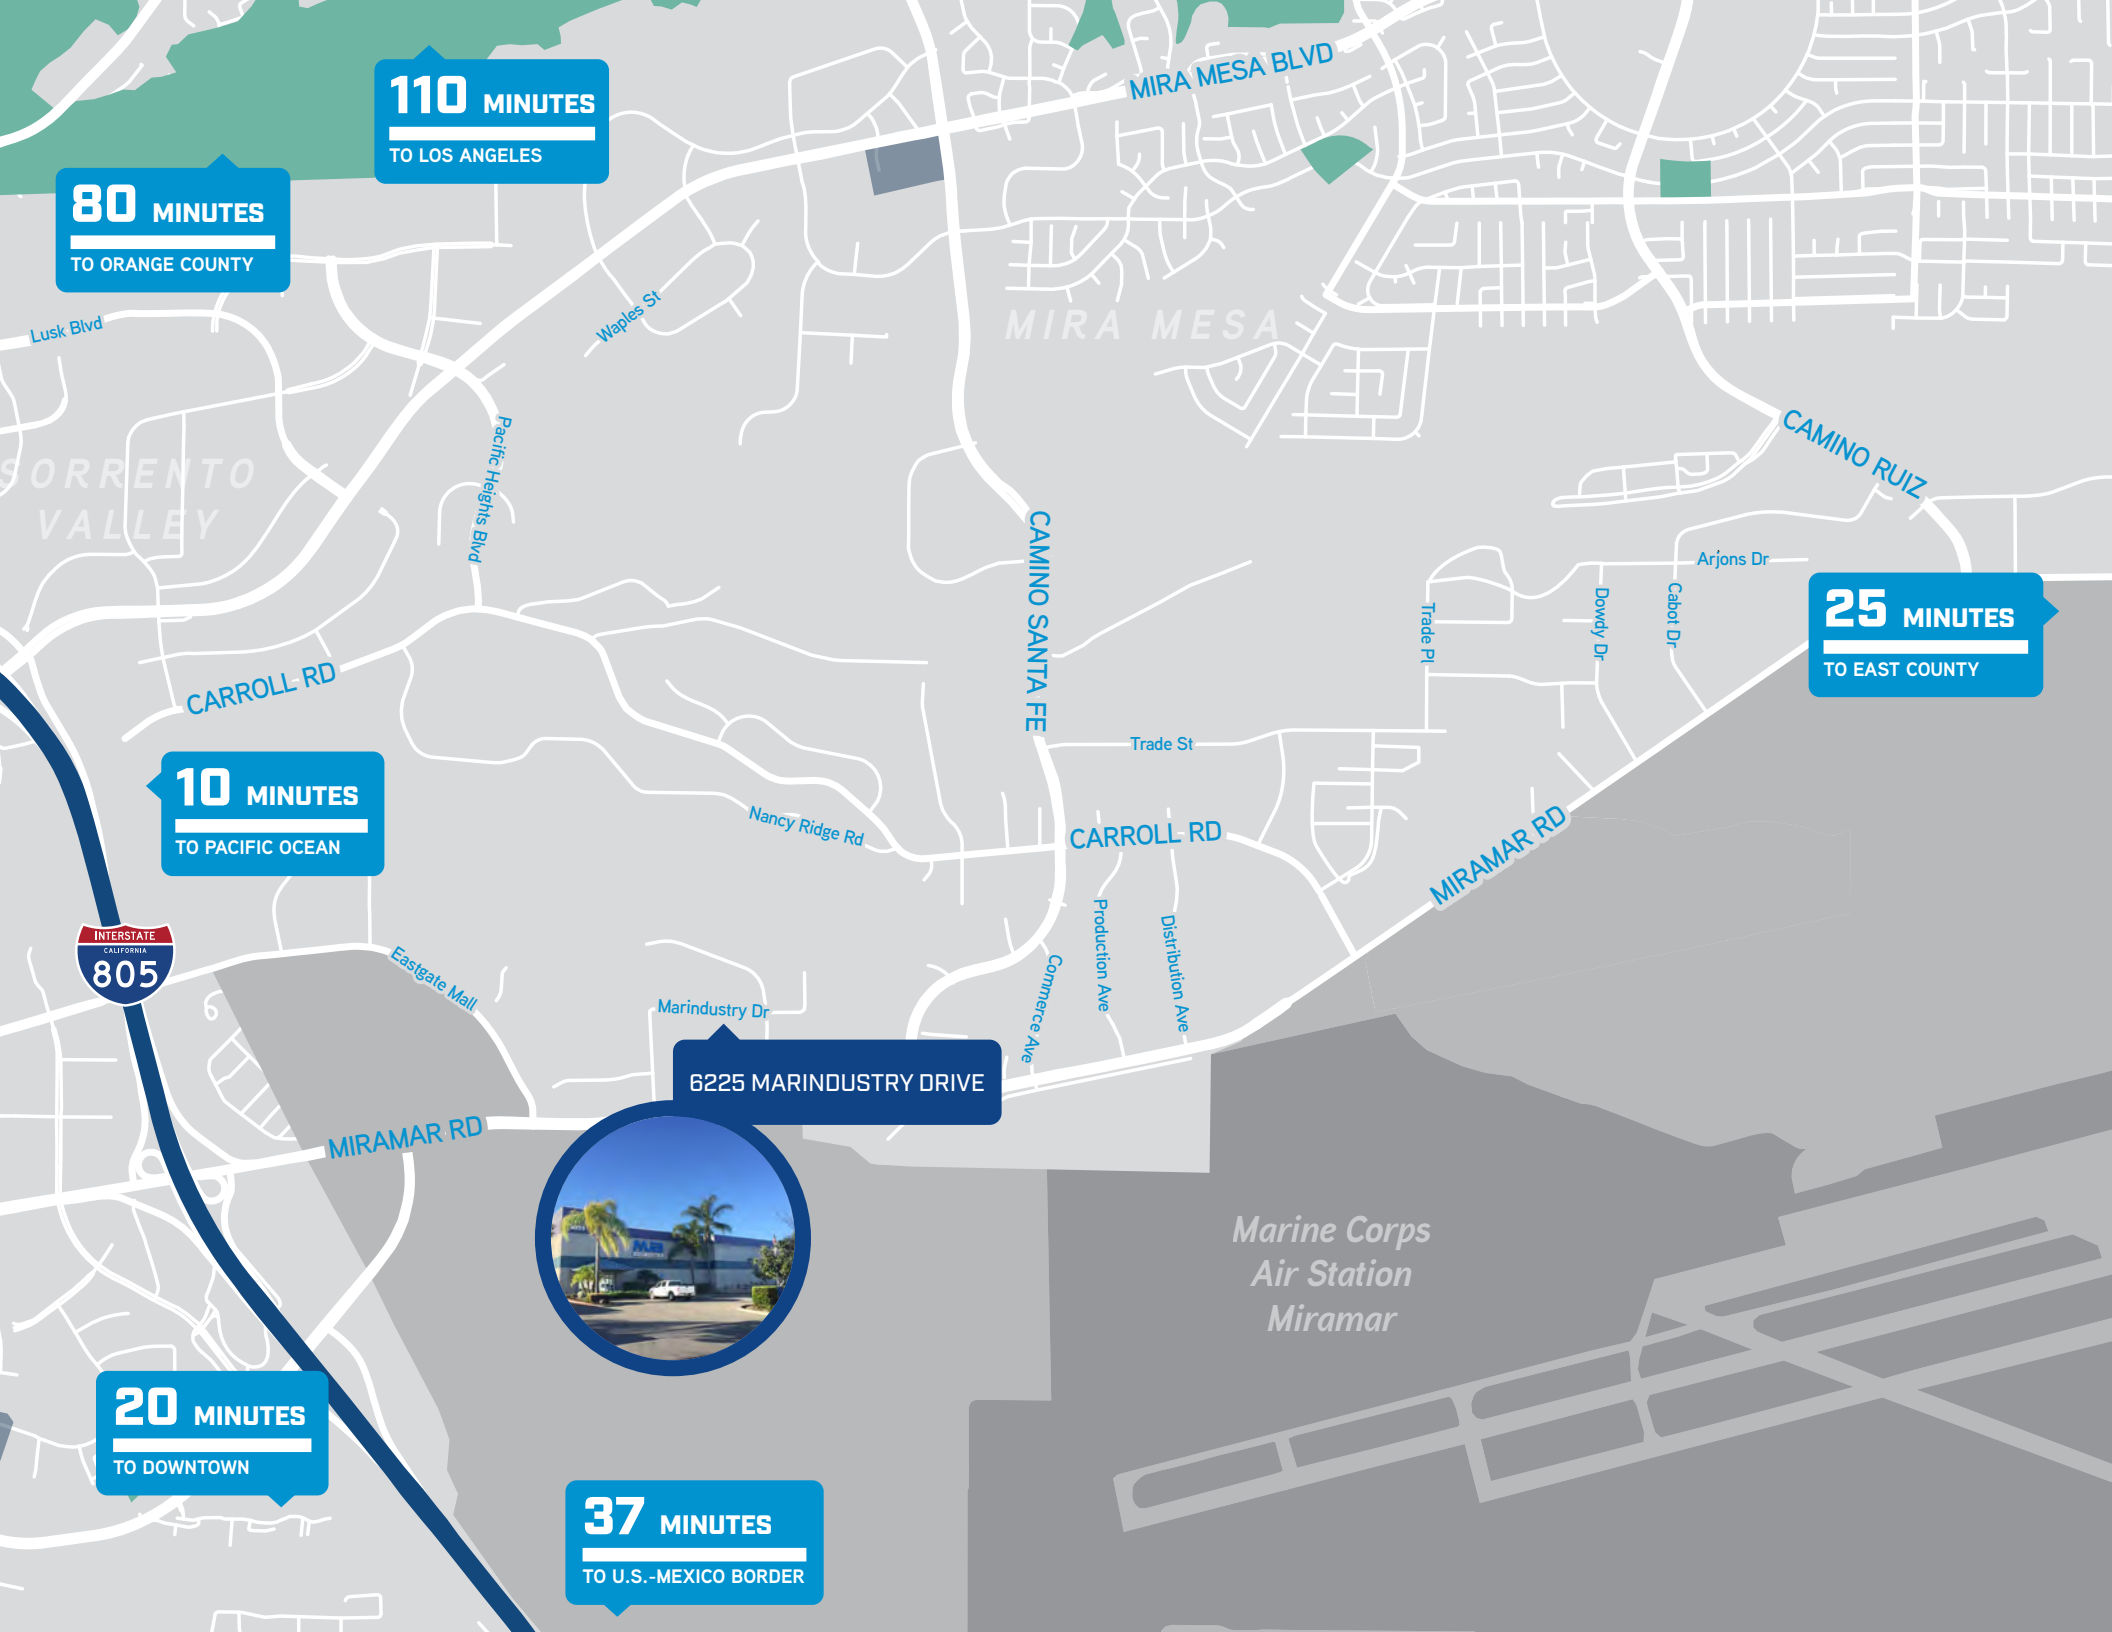 MIRA MESA BLVD
110 MINUTES
TO LOS ANGELES
80 MINUTES
TO ORANGE COUNTY
Lusk Blvd
Waples St
MIRA MESA
Pacific Heights Blvd
SORRENTO
VALLEY
CAMINO RUIZ
CAMINO SANTA FE
Arjons Dr
Trade Pl
Dowdy Dr
Cabot Dr
25 MINUTES
TO EAST COUNTY
CARROLL RD
Trade St
10 MINUTES
TO PACIFIC OCEAN
Nancy Ridge Rd
CARROLL RD
MIRAMAR RD
INTERSTATE
CALIFORNIA
805
Eastgate Mall
Production Ave
Distribution Ave
Commerce Ave
Marindustry Dr
6225 MARINDUSTRY DRIVE
MIRAMAR RD
Marine Corps
Air Station
Miramar
20 MINUTES
TO DOWNTOWN
37 MINUTES
TO U.S.-MEXICO BORDER